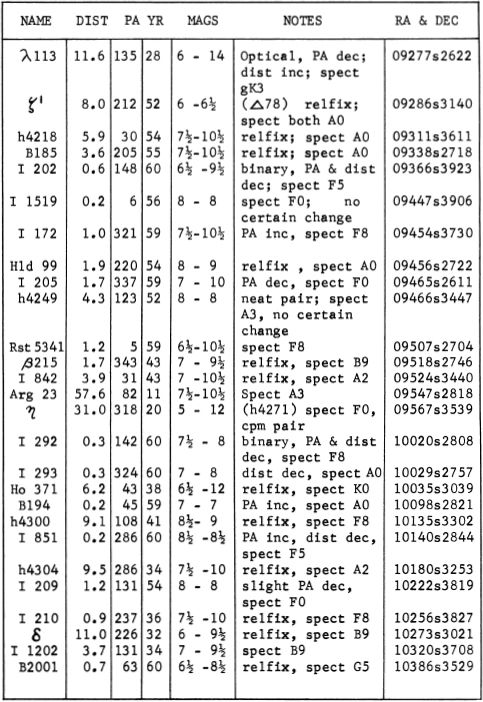 NAME DIST PA YR MAGS NOTES RA & DEC
λ113 11.6 135 28 6 - 14 Optical, PA dec; 09277s2622
dist inc; spect
gK3
ζ¹ 8.0 212 52 6 -6½ (△78) relfix; 09286s3140
spect both A0
h4218 5.9 30 54 7½-10½ relfix; spect A0 09311s3611
B185 3.6 205 55 7½-10½ relfix; spect A0 09338s2718
I 202 0.6 148 60 6½ -9½ binary, PA & dist 09366s3923
dec; spect F5
I 1519 0.2 6 56 8 - 8 spect F0; no 09447s3906
certain change
I 172 1.0 321 59 7½-10½ PA inc, spect F8 09454s3730
Hld 99 1.9 220 54 8 - 9 relfix , spect A0 09456s2722
I 205 1.7 337 59 7 - 10 PA dec, spect F0 09465s2611
h4249 4.3 123 52 8 - 8 neat pair; spect 09466s3447
A3, no certain
change
Rst 5341 1.2 5 59 6½-10½ spect F8 09507s2704
β215 1.7 343 43 7 - 9½ relfix, spect B9 09518s2746
I 842 3.9 31 43 7 -10½ relfix, spect A2 09524s3440
Arg 23 57.6 82 11 7½-10½ Spect A3 09547s2818
η 31.0 318 20 5 - 12 (h4271) spect F0, 09567s3539
cpm pair
I 292 0.3 142 60 7½ - 8 binary, PA & dist 10020s2808
dec, spect F8
I 293 0.3 324 60 7 - 8 dist dec, spect A0 10029s2757
Ho 371 6.2 43 38 6½ -12 relfix, spect K0 10035s3039
B194 0.2 45 59 7 - 7 PA inc, spect A0 10098s2821
h4300 9.1 108 41 8½- 9 relfix, spect F8 10135s3302
I 851 0.2 286 60 8½ -8½ PA inc, dist dec, 10140s2844
spect F5
h4304 9.5 286 34 7½ -10 relfix, spect A2 10180s3253
I 209 1.2 131 54 8 - 8 slight PA dec, 10222s3819
spect F0
I 210 0.9 237 36 7½ -10 relfix, spect F8 10256s3827
δ 11.0 226 32 6 - 9½ relfix, spect B9 10273s3021
I 1202 3.7 131 34 7 - 9½ spect B9 10320s3708
B2001 0.7 63 60 6½ -8½ relfix, spect G5 10386s3529